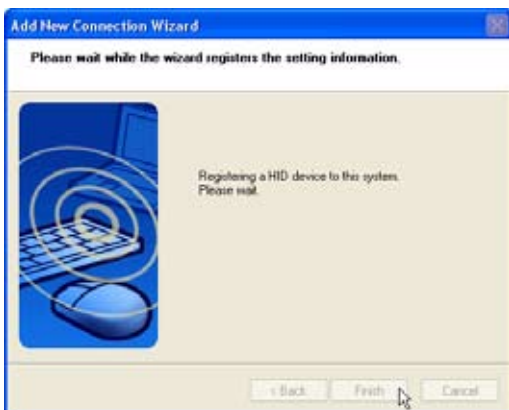 Add New Connection Wizard
Please wait while the wizard registers the setting information.
Registering a HID device to this system.
Please wait.
< Back
Finish
Cancel